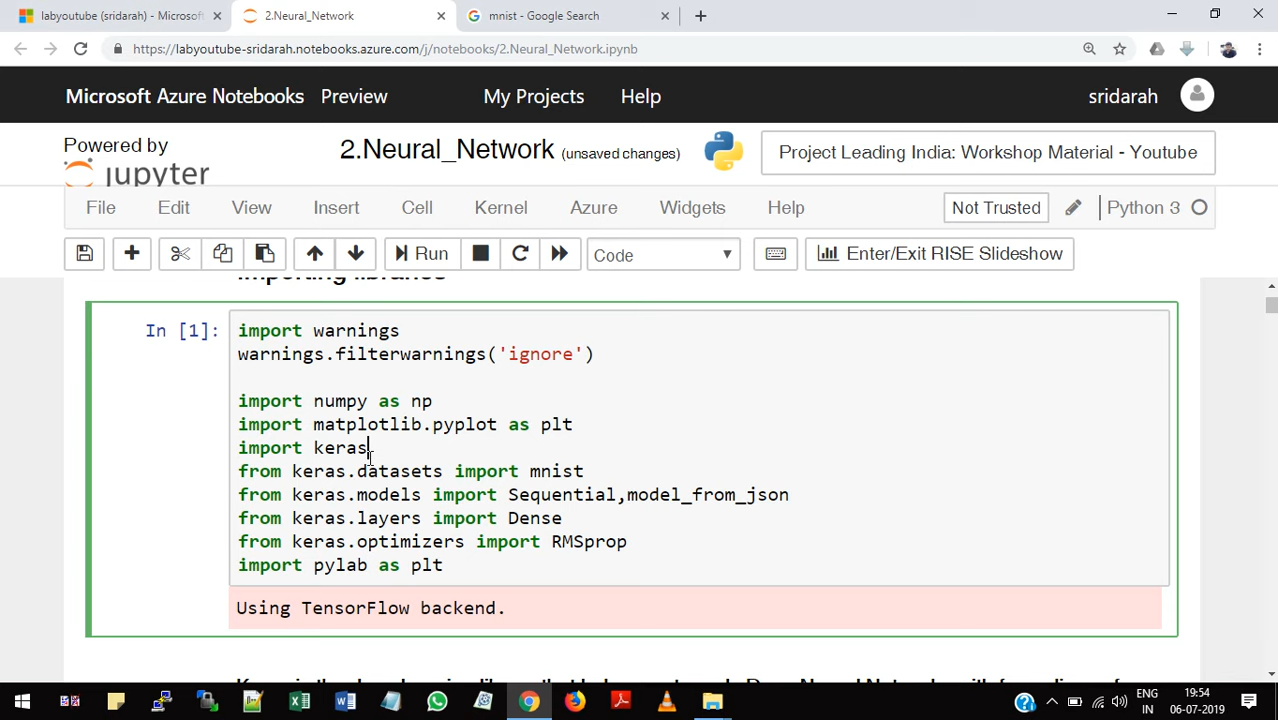 labyoutube (sridarah) - Microsoft
2.Neural_Network
mnist - Google Search
https://labyoutube-sridarah.notebooks.azure.com/j/notebooks/2.Neural_Network.ipynb
Microsoft Azure Notebooks Preview My Projects Help sridarah
Powered by
jupyter
2.Neural_Network (unsaved changes)
Project Leading India: Workshop Material - Youtube
File Edit View Insert Cell Kernel Azure Widgets Help Not Trusted Python 3
Run Code Enter/Exit RISE Slideshow
Importing libraries
In [1]:
import warnings
warnings.filterwarnings('ignore')
import numpy as np
import matplotlib.pyplot as plt
import keras
from keras.datasets import mnist
from keras.models import Sequential,model_from_json
from keras.layers import Dense
from keras.optimizers import RMSprop
import pylab as plt
Using TensorFlow backend.
ENG 19:54
IN 06-07-2019